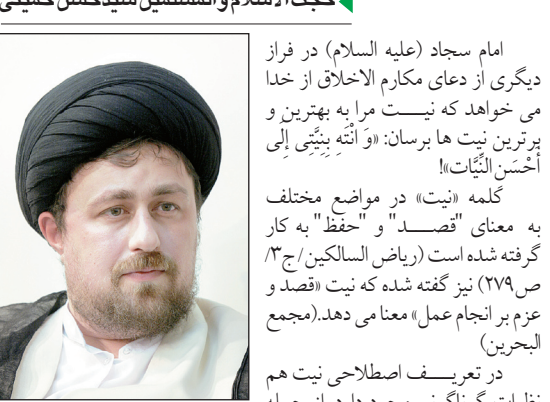 حجت الاسلام و المسلمین سیدحسن خمینی
امام سجاد (علیه السلام) در فراز
دیگری از دعای مکارم الاخلاق از خدا
می خواهد که نیـــت مرا به بهترین و
برترین نیت ها برسان: «وَ انْتَهِ بِنِيَّتِي إِلَى
أَحْسَنِ النِّيَّات»!
کلمه «نیت» در مواضع مختلف
به معنای "قصـــد" و "حفظ" به کار
گرفته شده است (ریاض السالکین/ج۳/
ص۲۷۹) نیز گفته شده که نیت «قصد و
عزم بر انجام عمل» معنا می دهد.(مجمع
البحرین)
در تعریـــف اصطلاحی نیت هم